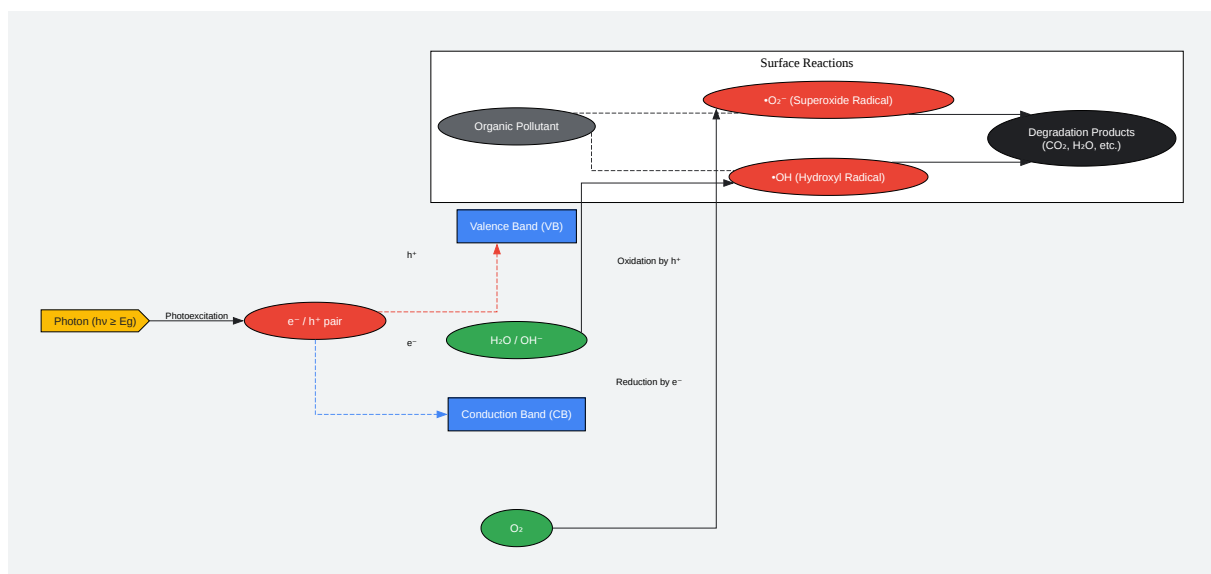 Surface Reactions
•O₂⁻ (Superoxide Radical)
Organic Pollutant
Degradation Products
(CO₂, H₂O, etc.)
•OH (Hydroxyl Radical)
Valence Band (VB)
h⁺
Oxidation by h⁺
Photon (hν ≥ Eg)
Photoexcitation
e⁻ / h⁺ pair
H₂O / OH⁻
e⁻
Reduction by e⁻
Conduction Band (CB)
O₂